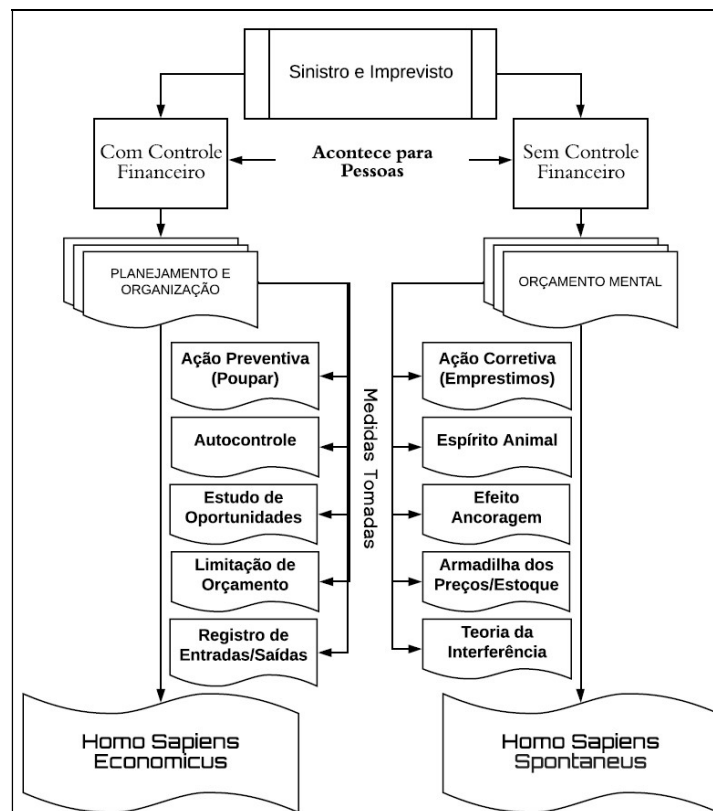 Sinistro e Imprevisto
Com Controle
Financeiro
Acontece para
Pessoas
Sem Controle
Financeiro
PLANEJAMENTO E
ORGANIZAÇÃO
ORÇAMENTO MENTAL
Medidas Tomadas
Ação Preventiva
(Poupar)
Autocontrole
Estudo de
Oportunidades
Limitação de
Orçamento
Registro de
Entradas/Saídas
Ação Corretiva
(Emprestimos)
Espírito Animal
Efeito
Ancoragem
Armadilha dos
Preços/Estoque
Teoria da
Interferência
Homo Sapiens
Economicus
Homo Sapiens
Spontaneus